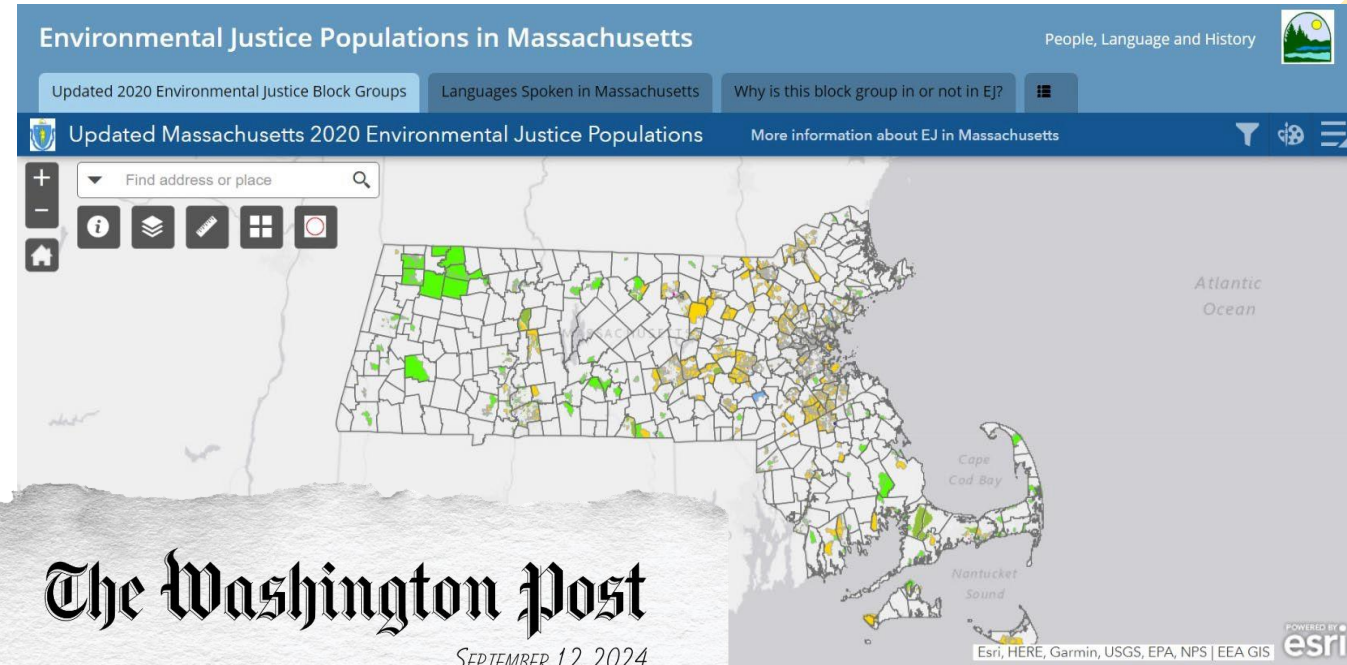 Environmental Justice Populations in Massachusetts
People, Language and History
Updated 2020 Environmental Justice Block Groups
Languages Spoken in Massachusetts
Why is this block group in or not in EJ?
Updated Massachusetts 2020 Environmental Justice Populations
More information about EJ in Massachusetts
+
Find address or place
−
Atlantic
Ocean
MASSACHUSETTS
Cape
Cod Bay
Nantucket
Sound
The Washington Post
SEPTEMBER 12, 2024
POWERED BY
esri
Esri, HERE, Garmin, USGS, EPA, NPS | EEA GIS